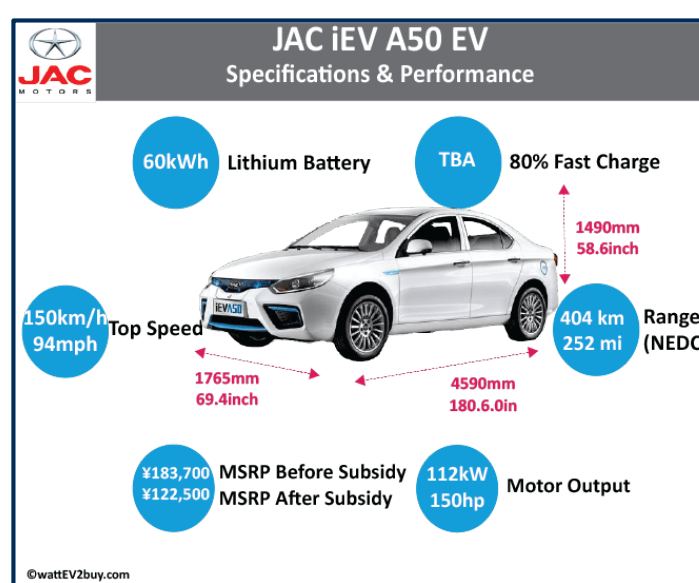 JAC iEV A50 EV
Specifications & Performance
JAC
MOTORS
60kWh
Lithium Battery
TBA
80% Fast Charge
1490mm
58.6inch
iEVA50
150km/h
94mph
Top Speed
404 km
252 mi
Range
(NEDC
1765mm
69.4inch
4590mm
180.6.0in
¥183,700
¥122,500
MSRP Before Subsidy
MSRP After Subsidy
112kW
150hp
Motor Output
©wattEV2buy.com